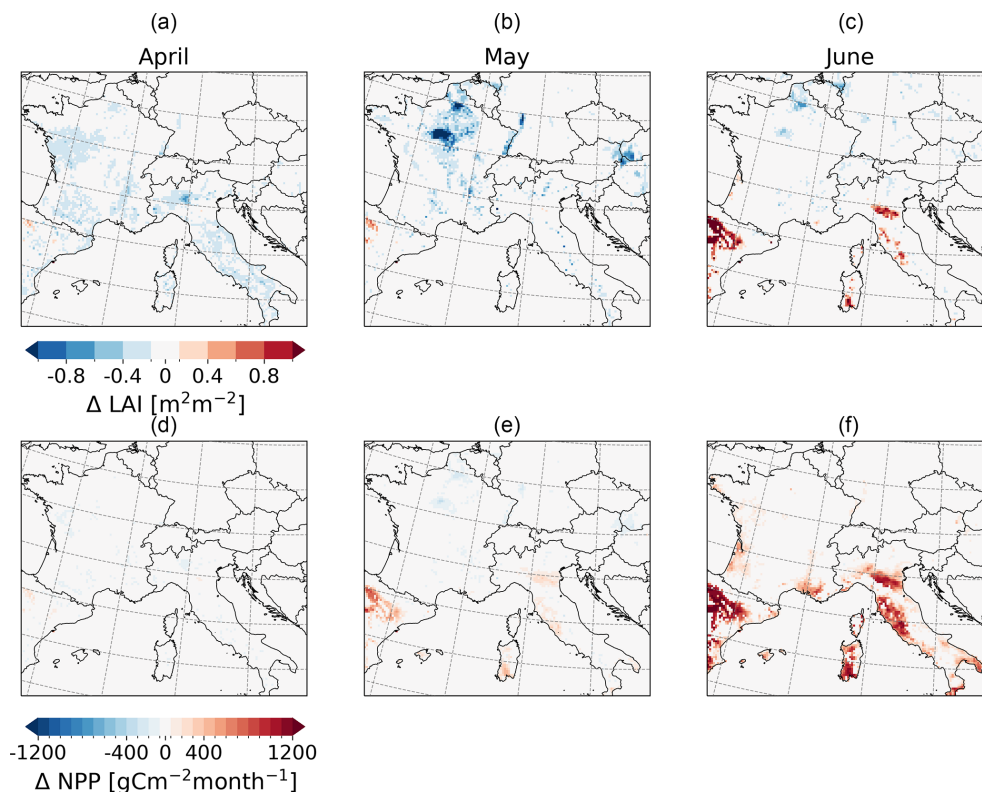 (a) (b) (c)
April May June
-0.8 -0.4 0 0.4 0.8
Δ LAI [m²m⁻²]
(d) (e) (f)
-1200 -400 0 400 1200
Δ NPP [gCm⁻²month⁻¹]